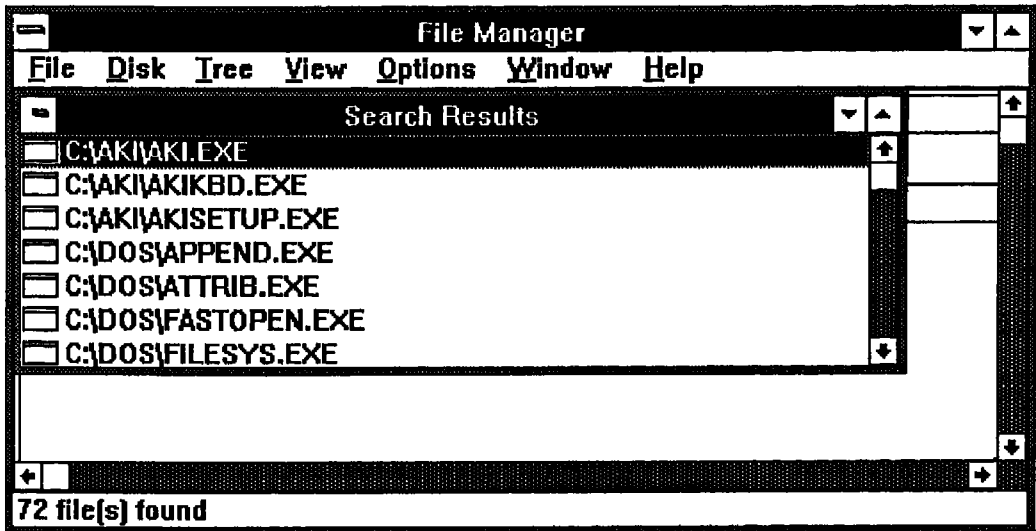 File Manager
File Disk Tree View Options Window Help
Search Results
C:\AKI\AKI.EXE
C:\AKI\AKIKBD.EXE
C:\AKI\AKISETUP.EXE
C:\DOS\APPEND.EXE
C:\DOS\ATTRIB.EXE
C:\DOS\FASTOPEN.EXE
C:\DOS\FILESYS.EXE
72 file(s) found